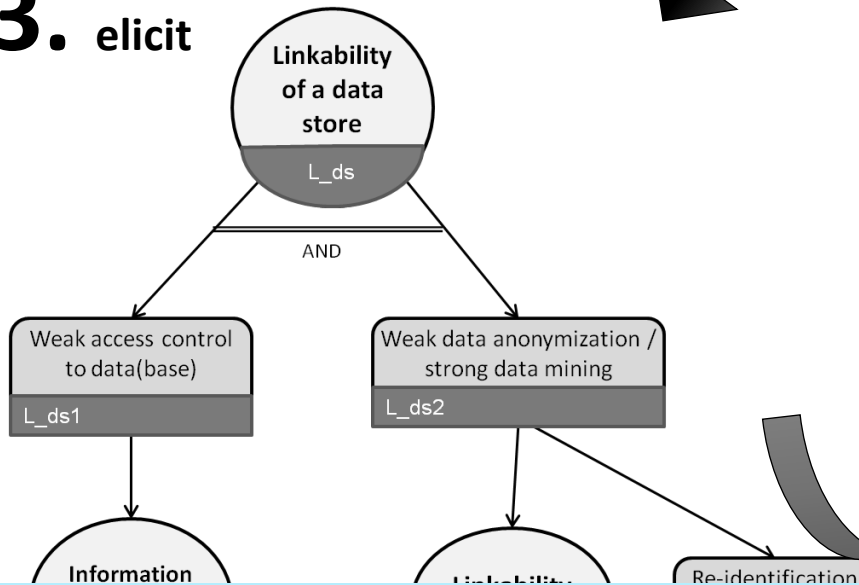 3. elicit
Linkability
of a data
store
L_ds
AND
Weak access control
to data(base)
L_ds1
Weak data anonymization /
strong data mining
L_ds2
Information
Linkability
Re-identification